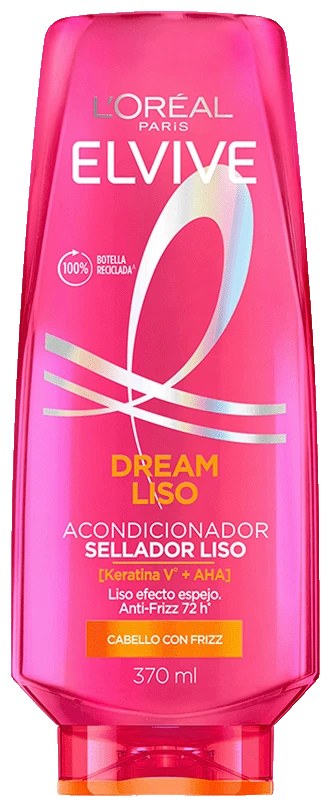 L'ORÉAL
PARIS
ELVIVE
100%
BOTELLA
RECICLADA^
DREAM
LISO
ACONDICIONADOR
SELLADOR LISO
[Keratina V° + AHA]
Liso efecto espejo.
Anti-Frizz 72 h*
CABELLO CON FRIZZ
370 ml